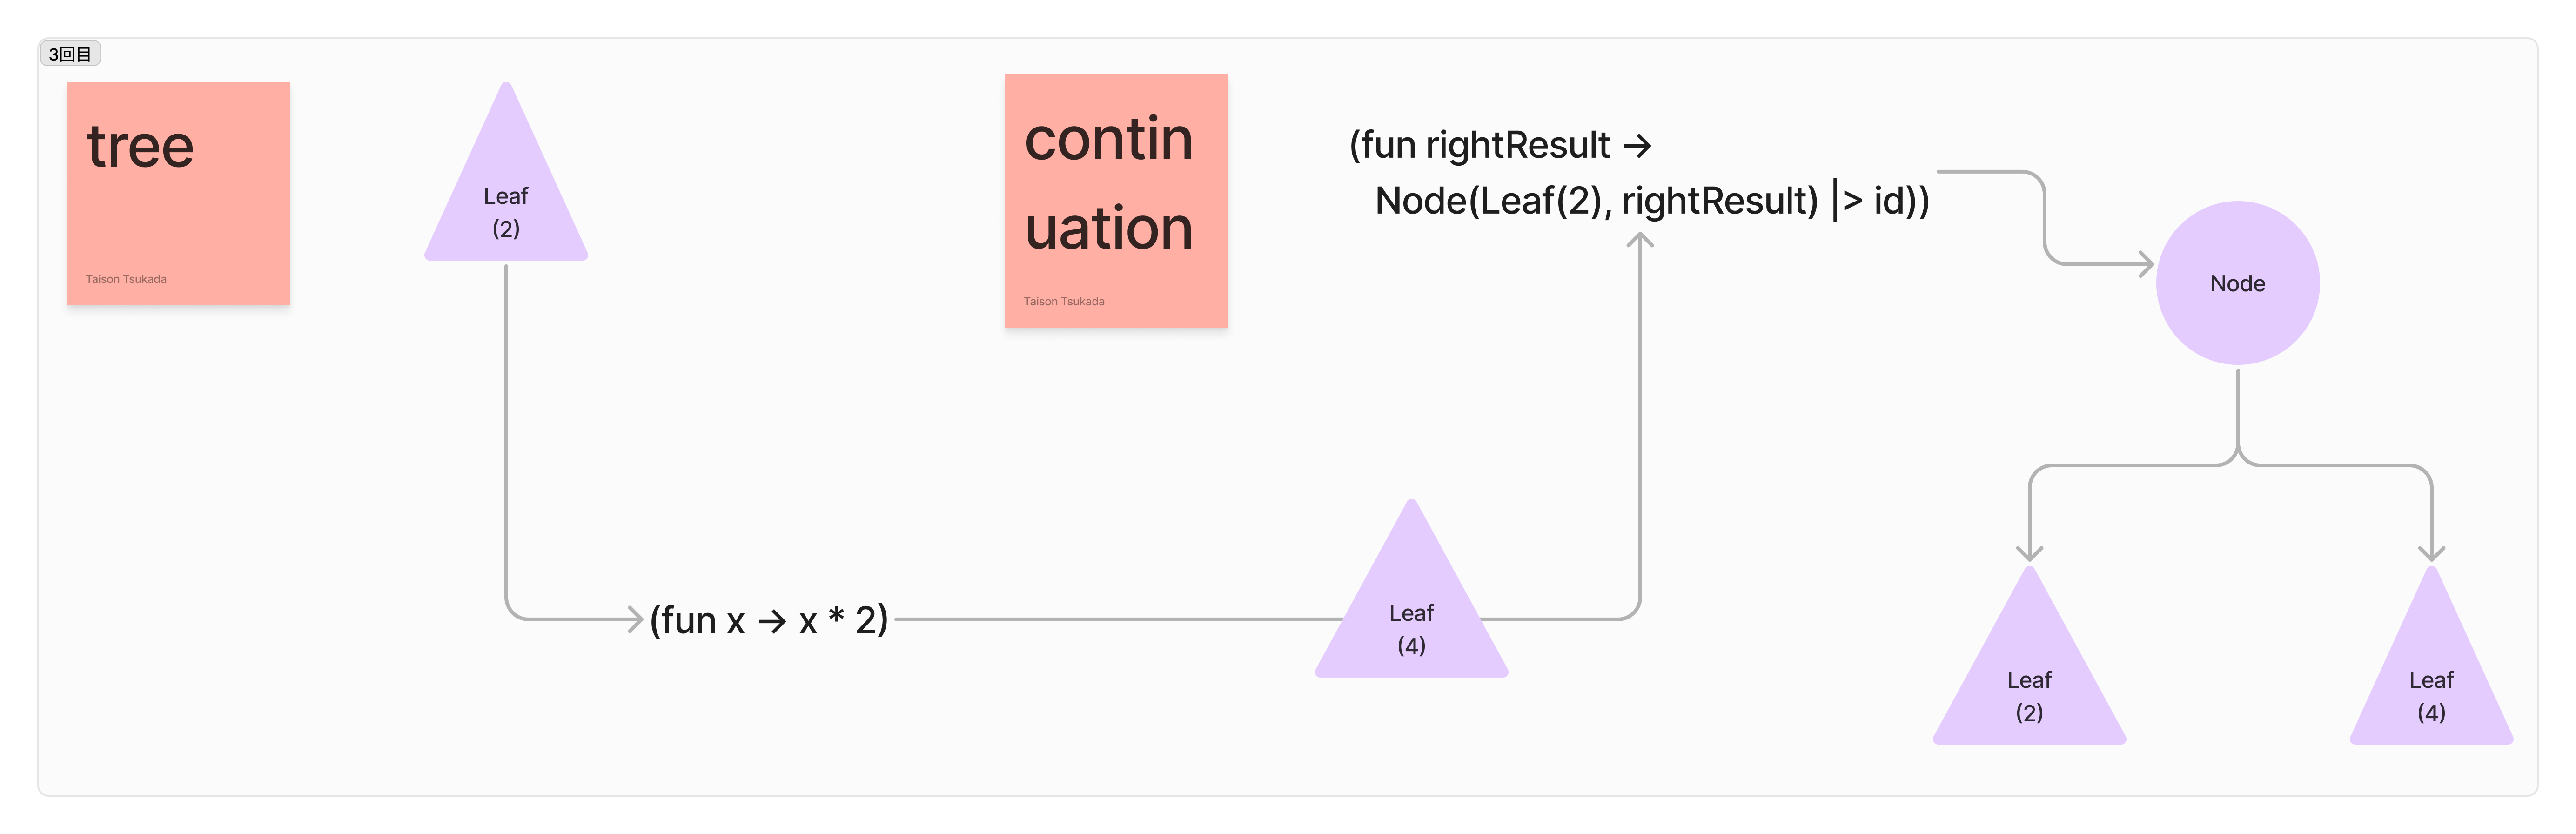 3回目
tree
Taison Tsukada
Leaf
(2)
contin
uation
Taison Tsukada
(fun rightResult →
Node(Leaf(2), rightResult) |> id))
Node
(fun x → x * 2)
Leaf
(4)
Leaf
(2)
Leaf
(4)